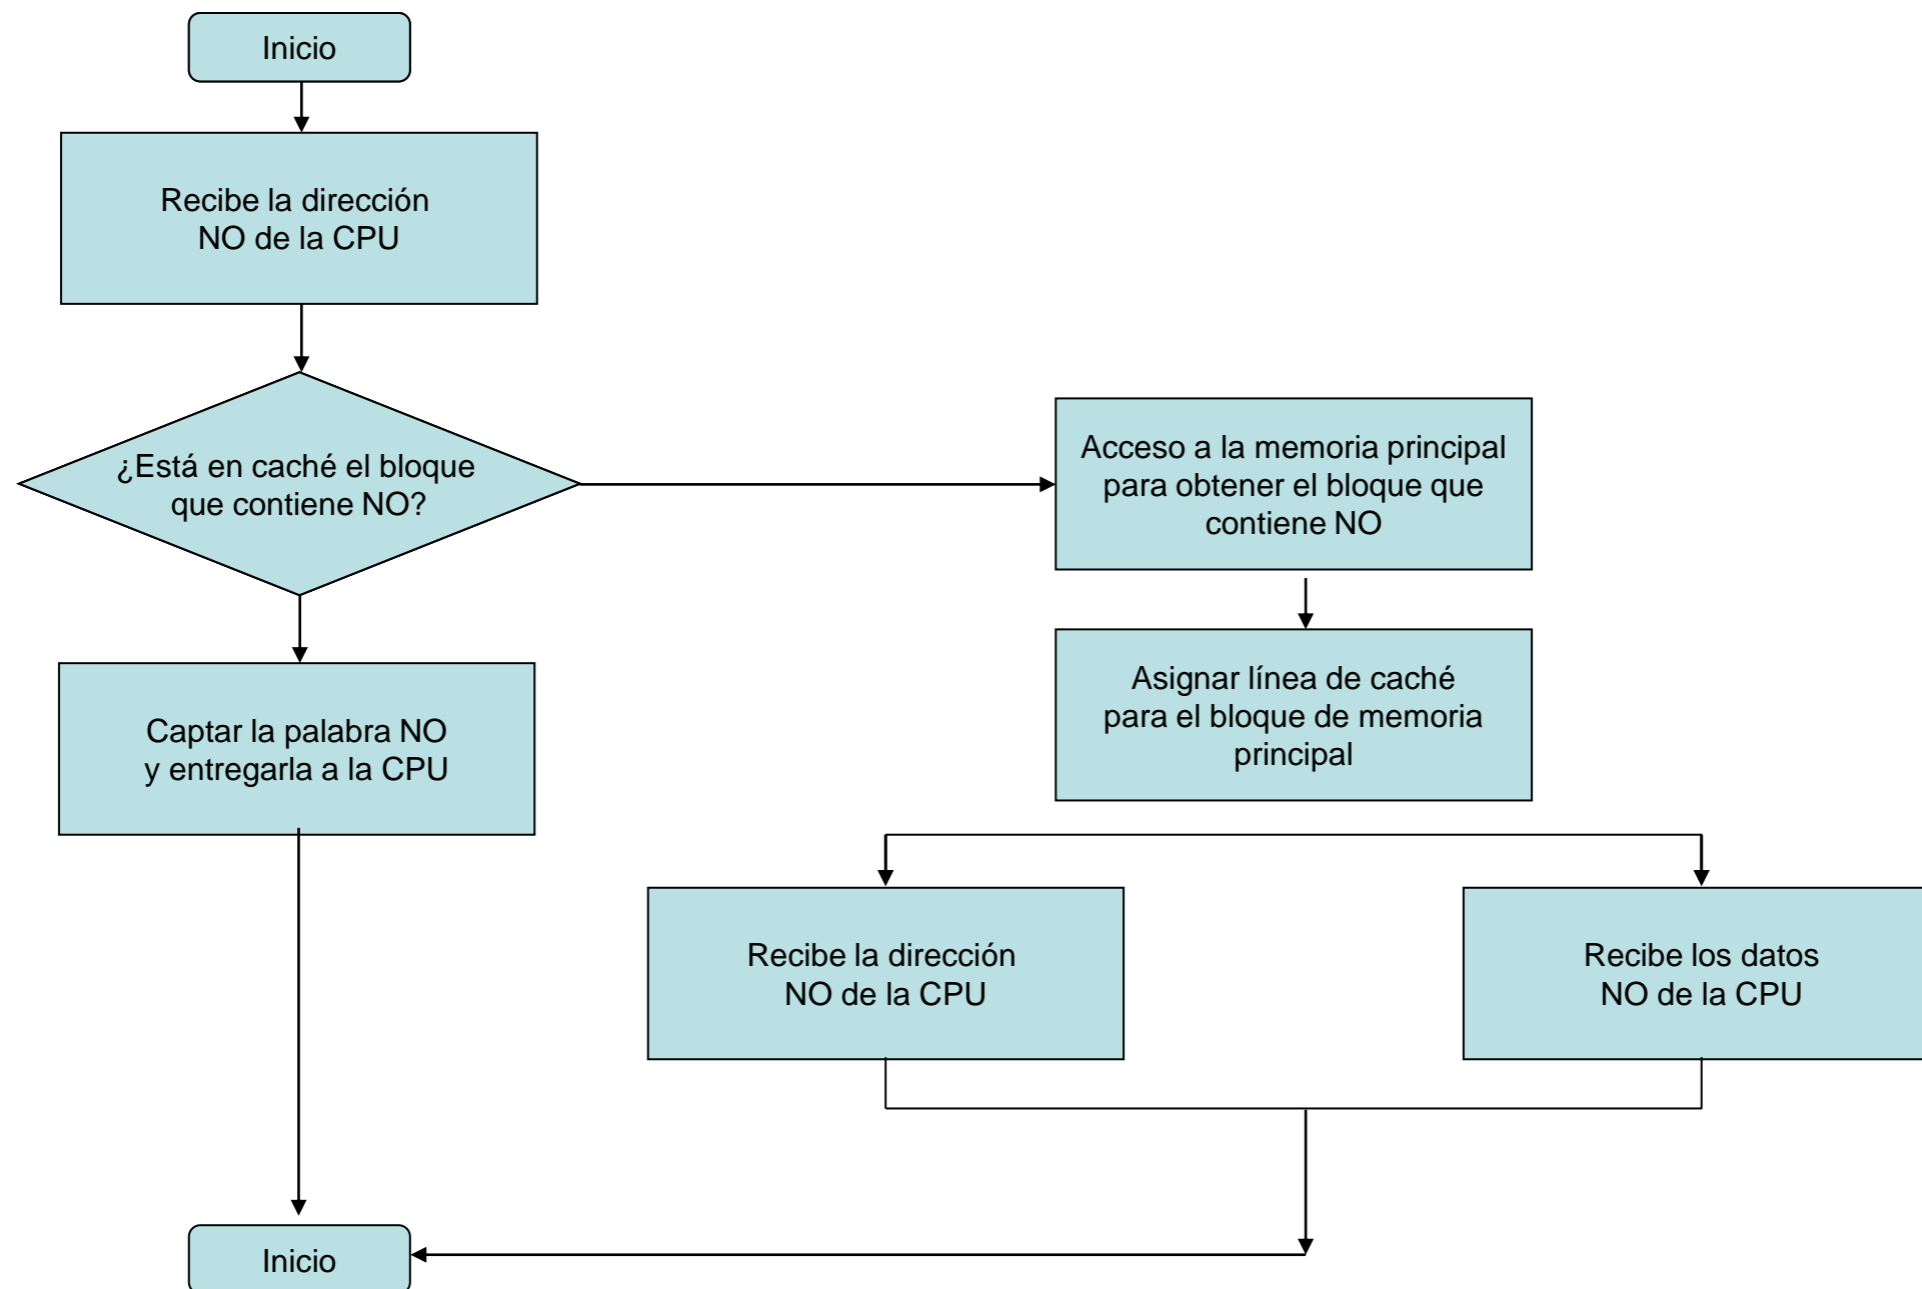 Inicio
Recibe la dirección
NO de la CPU
¿Está en caché el bloque
que contiene NO?
Acceso a la memoria principal
para obtener el bloque que
contiene NO
Captar la palabra NO
y entregarla a la CPU
Asignar línea de caché
para el bloque de memoria
principal
Recibe la dirección
NO de la CPU
Recibe los datos
NO de la CPU
Inicio